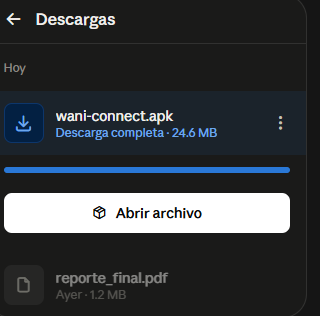 Descargas
Hoy
wani-connect.apk
Descarga completa · 24.6 MB
Abrir archivo
reporte_final.pdf
Ayer · 1.2 MB